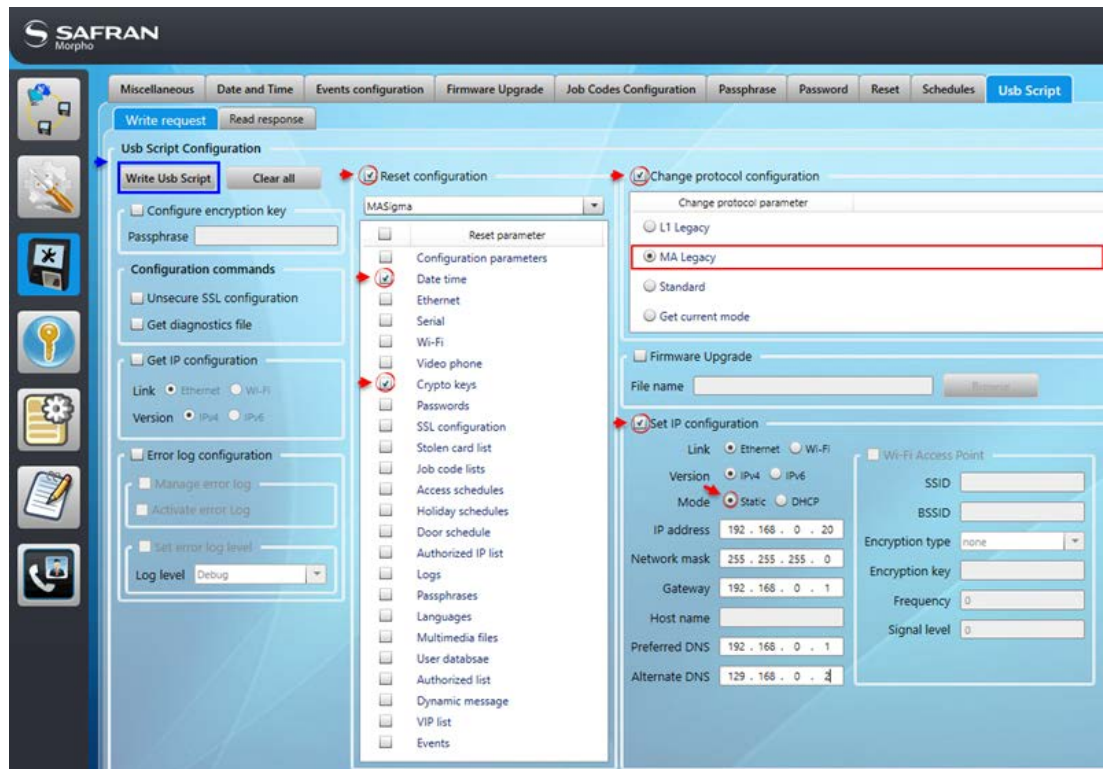 SAFRAN
Morpho
Miscellaneous
Date and Time
Events configuration
Firmware Upgrade
Job Codes Configuration
Passphrase
Password
Reset
Schedules
Usb Script
Write request
Read response
Usb Script Configuration
Write Usb Script
Clear all
Configure encryption key
Passphrase
Configuration commands
Unsecure SSL configuration
Get diagnostics file
Get IP configuration
Link Ethernet Wi-Fi
Version IPv4 IPv6
Error log configuration
Manage error log
Activate error Log
Set error log level
Log level Debug
Reset configuration
MASigma
Reset parameter
Configuration parameters
Date time
Ethernet
Serial
Wi-Fi
Video phone
Crypto keys
Passwords
SSL configuration
Stolen card list
Job code lists
Access schedules
Holiday schedules
Door schedule
Authorized IP list
Logs
Passphrases
Languages
Multimedia files
User databsae
Authorized list
Dynamic message
VIP list
Events
Change protocol configuration
Change protocol parameter
L1 Legacy
MA Legacy
Standard
Get current mode
Firmware Upgrade
File name Browse
Set IP configuration
Link Ethernet Wi-Fi
Version IPv4 IPv6
Mode Static DHCP
IP address 192 . 168 . 0 . 20
Network mask 255 . 255 . 255 . 0
Gateway 192 . 168 . 0 . 1
Host name
Preferred DNS 192 . 168 . 0 . 1
Alternate DNS 129 . 168 . 0 . 2
Wi-Fi Access Point
SSID
BSSID
Encryption type none
Encryption key
Frequency 0
Signal level 0